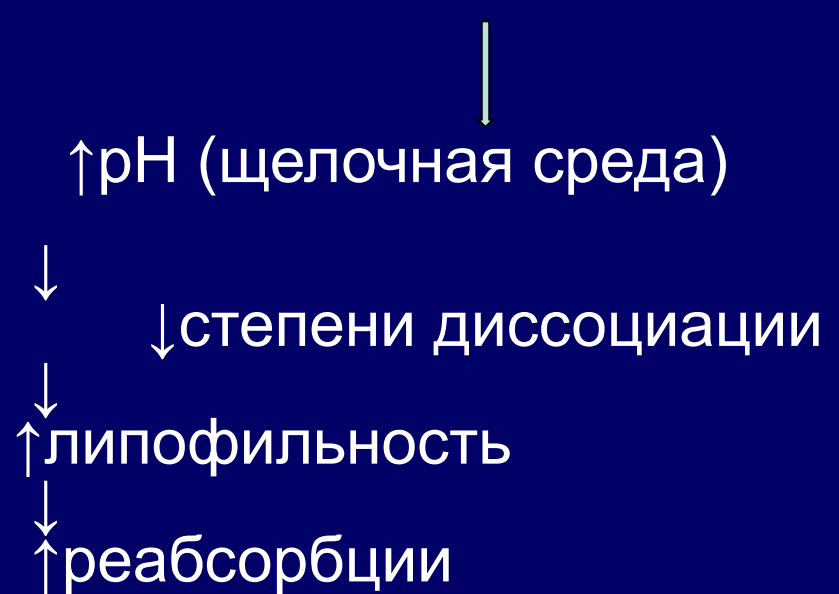 ↑pH (щелочная среда)
↓
↓степени диссоциации
↓
↑липофильность
↓
↑реабсорбции